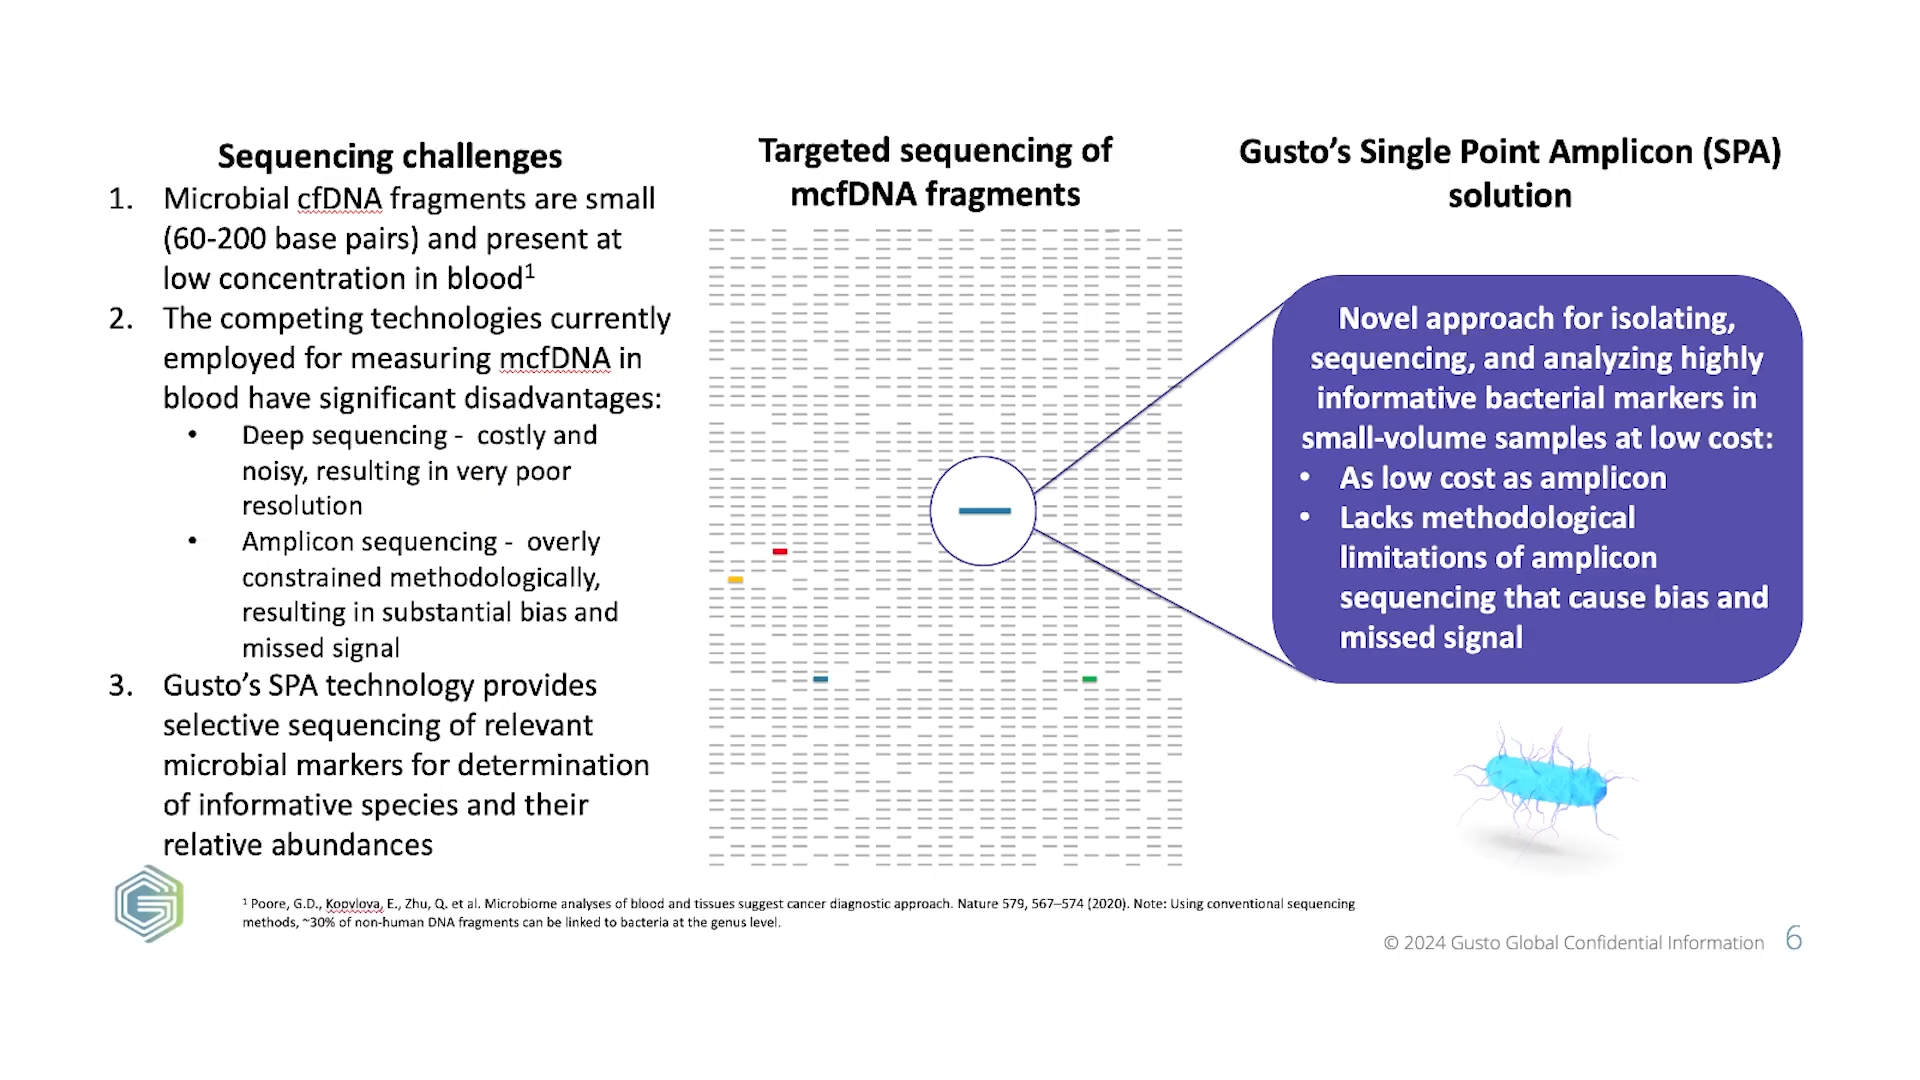 Sequencing challenges
1. Microbial cfDNA fragments are small
(60-200 base pairs) and present at
low concentration in blood¹
2. The competing technologies currently
employed for measuring mcfDNA in
blood have significant disadvantages:
• Deep sequencing - costly and
noisy, resulting in very poor
resolution
• Amplicon sequencing - overly
constrained methodologically,
resulting in substantial bias and
missed signal
3. Gusto’s SPA technology provides
selective sequencing of relevant
microbial markers for determination
of informative species and their
relative abundances
Targeted sequencing of
mcfDNA fragments
Gusto’s Single Point Amplicon (SPA)
solution
Novel approach for isolating,
sequencing, and analyzing highly
informative bacterial markers in
small-volume samples at low cost:
• As low cost as amplicon
• Lacks methodological
limitations of amplicon
sequencing that cause bias and
missed signal
¹ Poore, G.D., Kopylova, E., Zhu, Q. et al. Microbiome analyses of blood and tissues suggest cancer diagnostic approach. Nature 579, 567–574 (2020). Note: Using conventional sequencing
methods, ~30% of non-human DNA fragments can be linked to bacteria at the genus level.
© 2024 Gusto Global Confidential Information 6